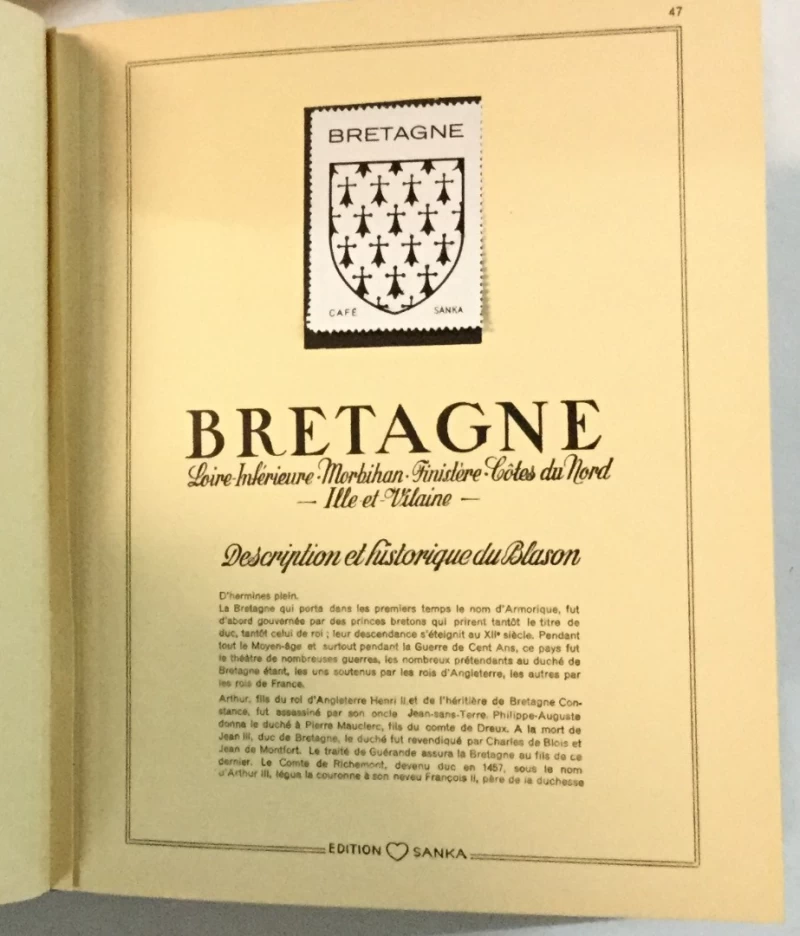 47
BRETAGNE
CAFÉ SANKA
BRETAGNE
Loire-Inférieure·Morbihan·Finistère·Côtes du Nord
— Ille-et-Vilaine —
Description et historique du Blason
D'hermines plein.
La Bretagne qui porta dans les premiers temps le nom d'Armorique, fut
d'abord gouvernée par des princes bretons qui prirent tantôt le titre de
duc, tantôt celui de roi ; leur descendance s'éteignit au XIIe siècle. Pendant
tout le Moyen-âge et surtout pendant la Guerre de Cent Ans, ce pays fut
le théâtre de nombreuses guerres, les nombreux prétendants au duché de
Bretagne étant, les uns soutenus par les rois d'Angleterre, les autres par
les rois de France.
Arthur, fils du roi d'Angleterre Henri II et de l'héritière de Bretagne Con-
stance, fut assassiné par son oncle Jean-sans-Terre. Philippe-Auguste
donna le duché à Pierre Mauclerc, fils du comte de Dreux. A la mort de
Jean III, duc de Bretagne, le duché fut revendiqué par Charles de Blois et
Jean de Montfort. Le traité de Guérande assura la Bretagne au fils de ce
dernier. Le Comte de Richemont, devenu duc en 1457, sous le nom
d'Arthur III, légua la couronne à son neveu François II, père de la duchesse
EDITION SANKA